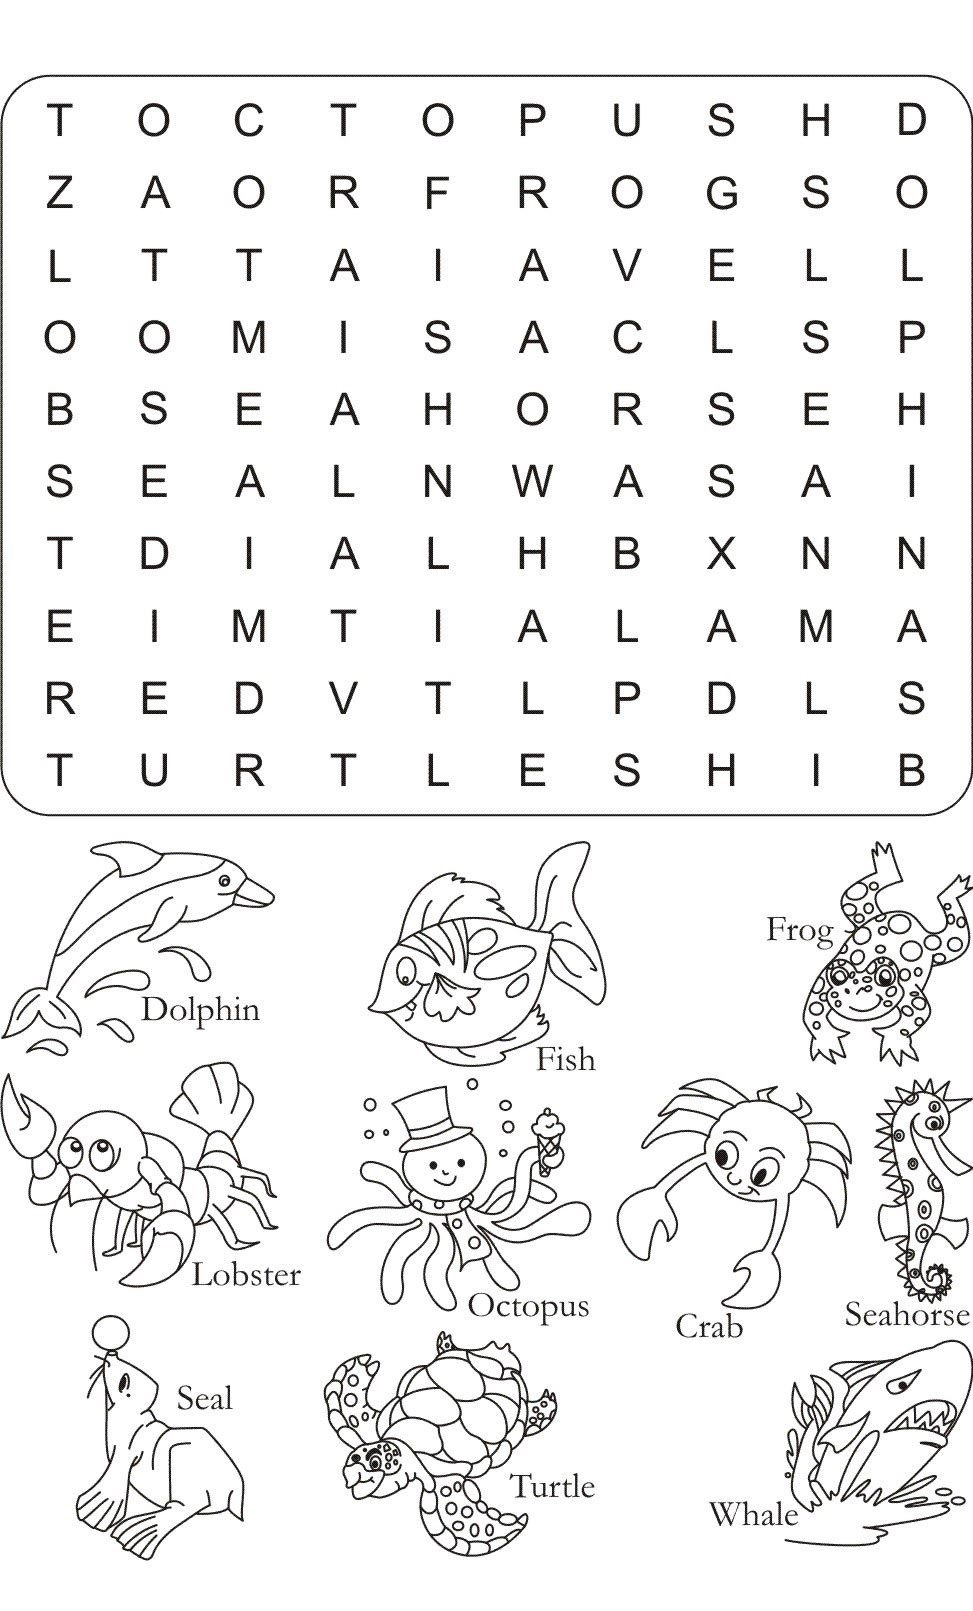 T O C T O P U S H D
Z A O R F R O G S O
L T T A I A V E L L
O O M I S A C L S P
B S E A H O R S E H
S E A L N W A S A I
T D I A L H B X N N
E I M T I A L A M A
R E D V T L P D L S
T U R T L E S H I B
Frog
Dolphin
Fish
Lobster
Octopus
Crab
Seahorse
Seal
Turtle
Whale